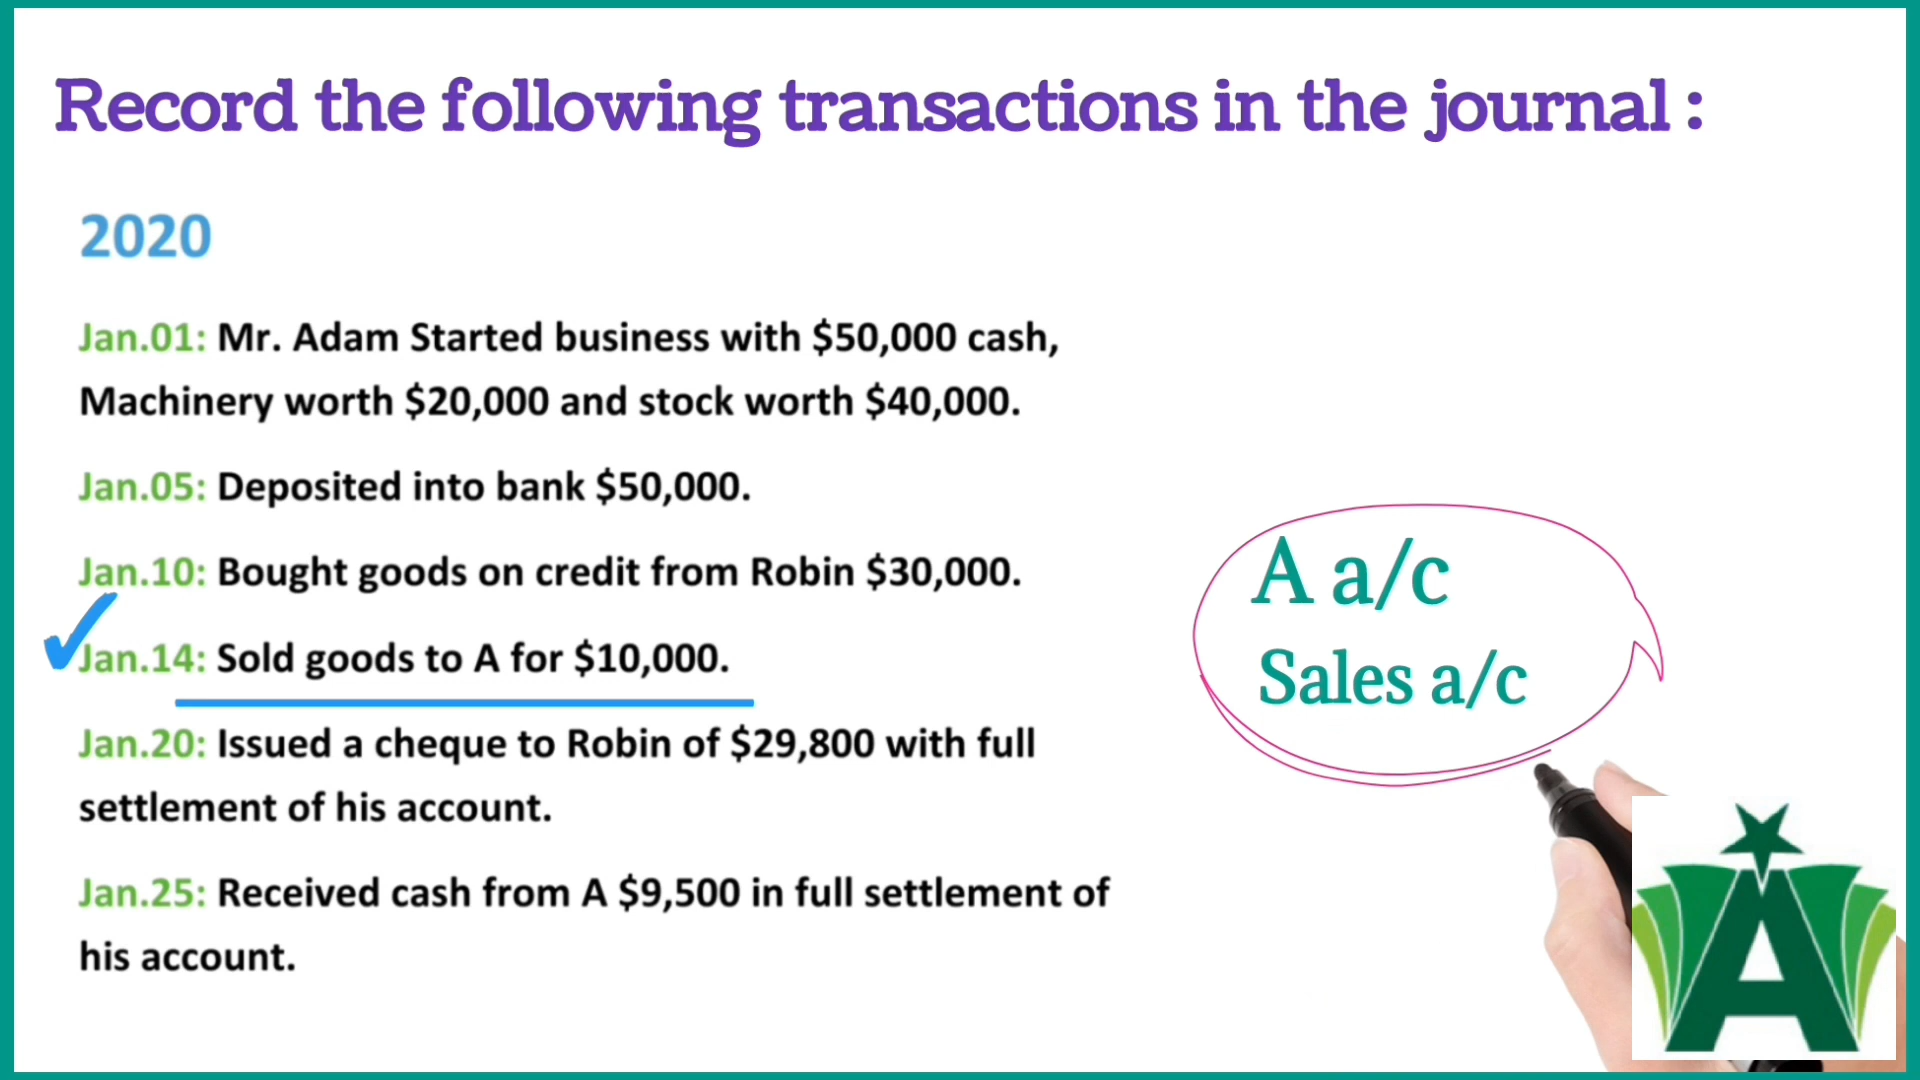 Record the following transactions in the journal :
2020
Jan.01: Mr. Adam Started business with $50,000 cash,
Machinery worth $20,000 and stock worth $40,000.
Jan.05: Deposited into bank $50,000.
Jan.10: Bought goods on credit from Robin $30,000.
Jan.14: Sold goods to A for $10,000.
Jan.20: Issued a cheque to Robin of $29,800 with full
settlement of his account.
Jan.25: Received cash from A $9,500 in full settlement of
his account.
A a/c
Sales a/c
A